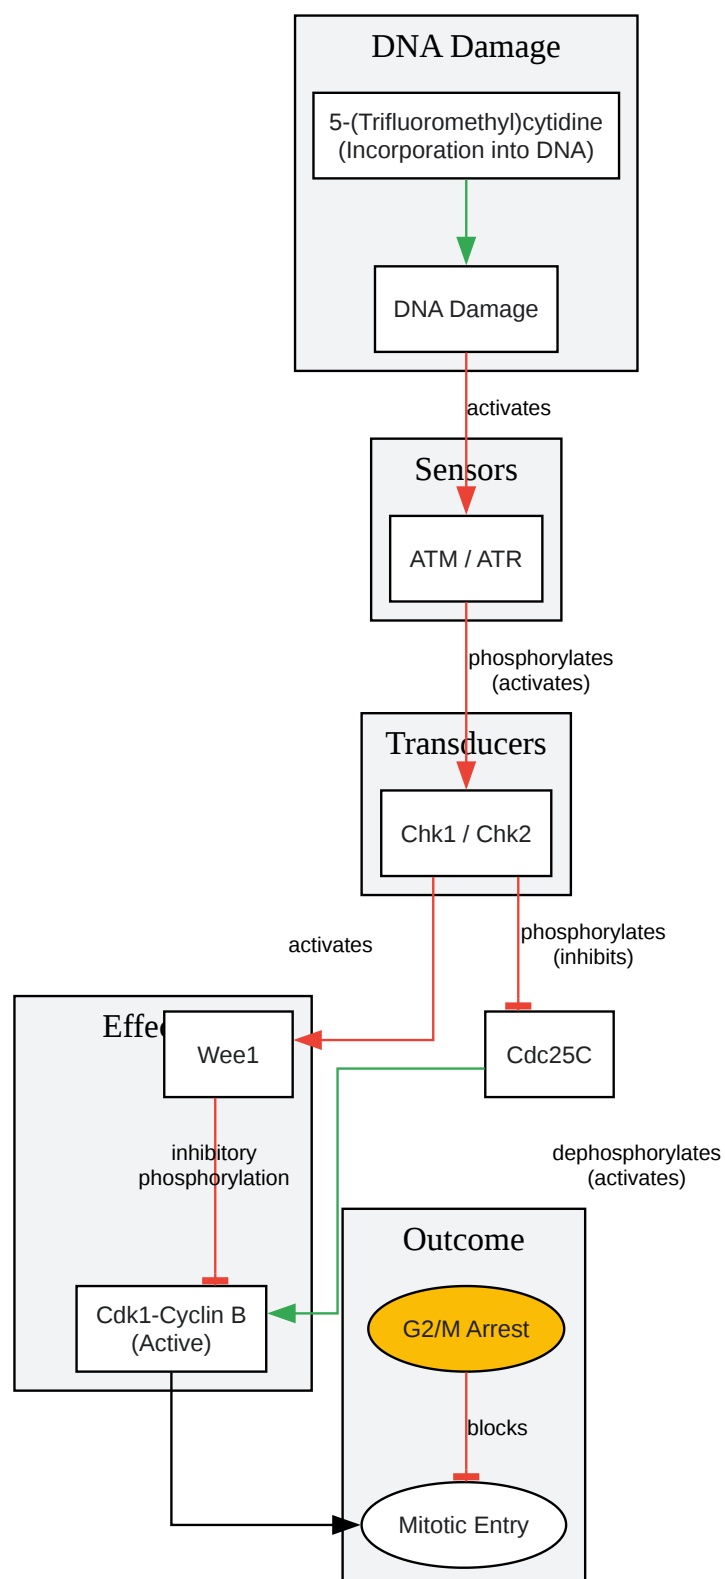 DNA Damage
5-(Trifluoromethyl)cytidine
(Incorporation into DNA)
DNA Damage
activates
Sensors
ATM / ATR
phosphorylates
(activates)
Transducers
Chk1 / Chk2
activates
phosphorylates
(inhibits)
Effec
Wee1
Cdc25C
inhibitory
phosphorylation
dephosphorylates
(activates)
Outcome
Cdk1-Cyclin B
(Active)
G2/M Arrest
blocks
Mitotic Entry